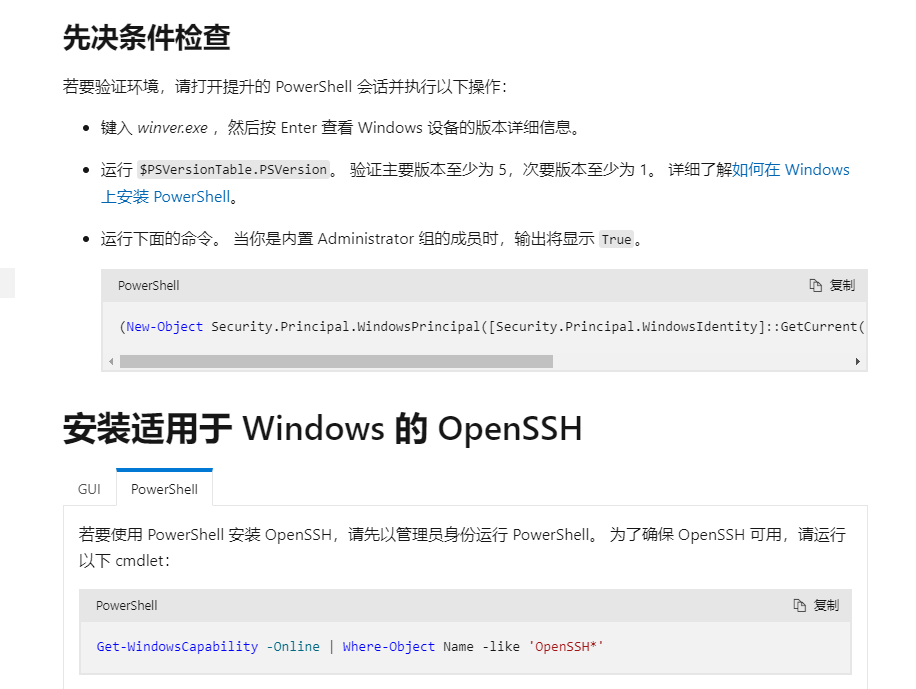 先决条件检查
若要验证环境，请打开提升的 PowerShell 会话并执行以下操作：
键入 winver.exe ，然后按 Enter 查看 Windows 设备的版本详细信息。
运行 $PSVersionTable.PSVersion。 验证主要版本至少为 5，次要版本至少为 1。 详细了解如何在 Windows
上安装 PowerShell。
运行下面的命令。 当你是内置 Administrator 组的成员时，输出将显示 True。
PowerShell 复制
(New-Object Security.Principal.WindowsPrincipal([Security.Principal.WindowsIdentity]::GetCurrent(
安装适用于 Windows 的 OpenSSH
GUI PowerShell
若要使用 PowerShell 安装 OpenSSH，请先以管理员身份运行 PowerShell。 为了确保 OpenSSH 可用，请运行
以下 cmdlet：
PowerShell 复制
Get-WindowsCapability -Online | Where-Object Name -like 'OpenSSH*'